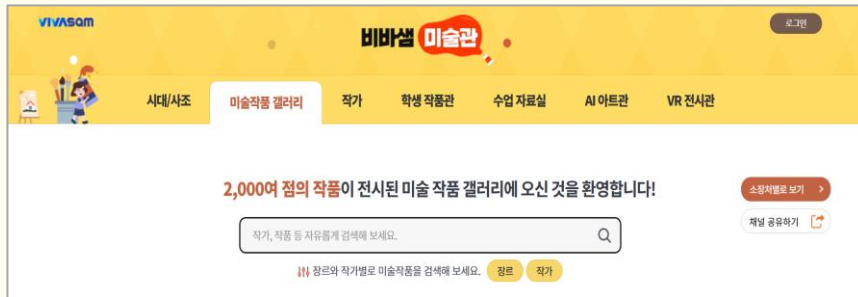 VIVASAM
비바샘 미술관
로그인
시대/사조 미술작품 갤러리 작가 학생 작품관 수업 자료실 AI 아트관 VR 전시관
2,000여 점의 작품이 전시된 미술 작품 갤러리에 오신 것을 환영합니다!
소장처별로 보기
작가, 작품 등 자유롭게 검색해 보세요.
채널 공유하기
장르와 작가별로 미술작품을 검색해 보세요. 장르 작가